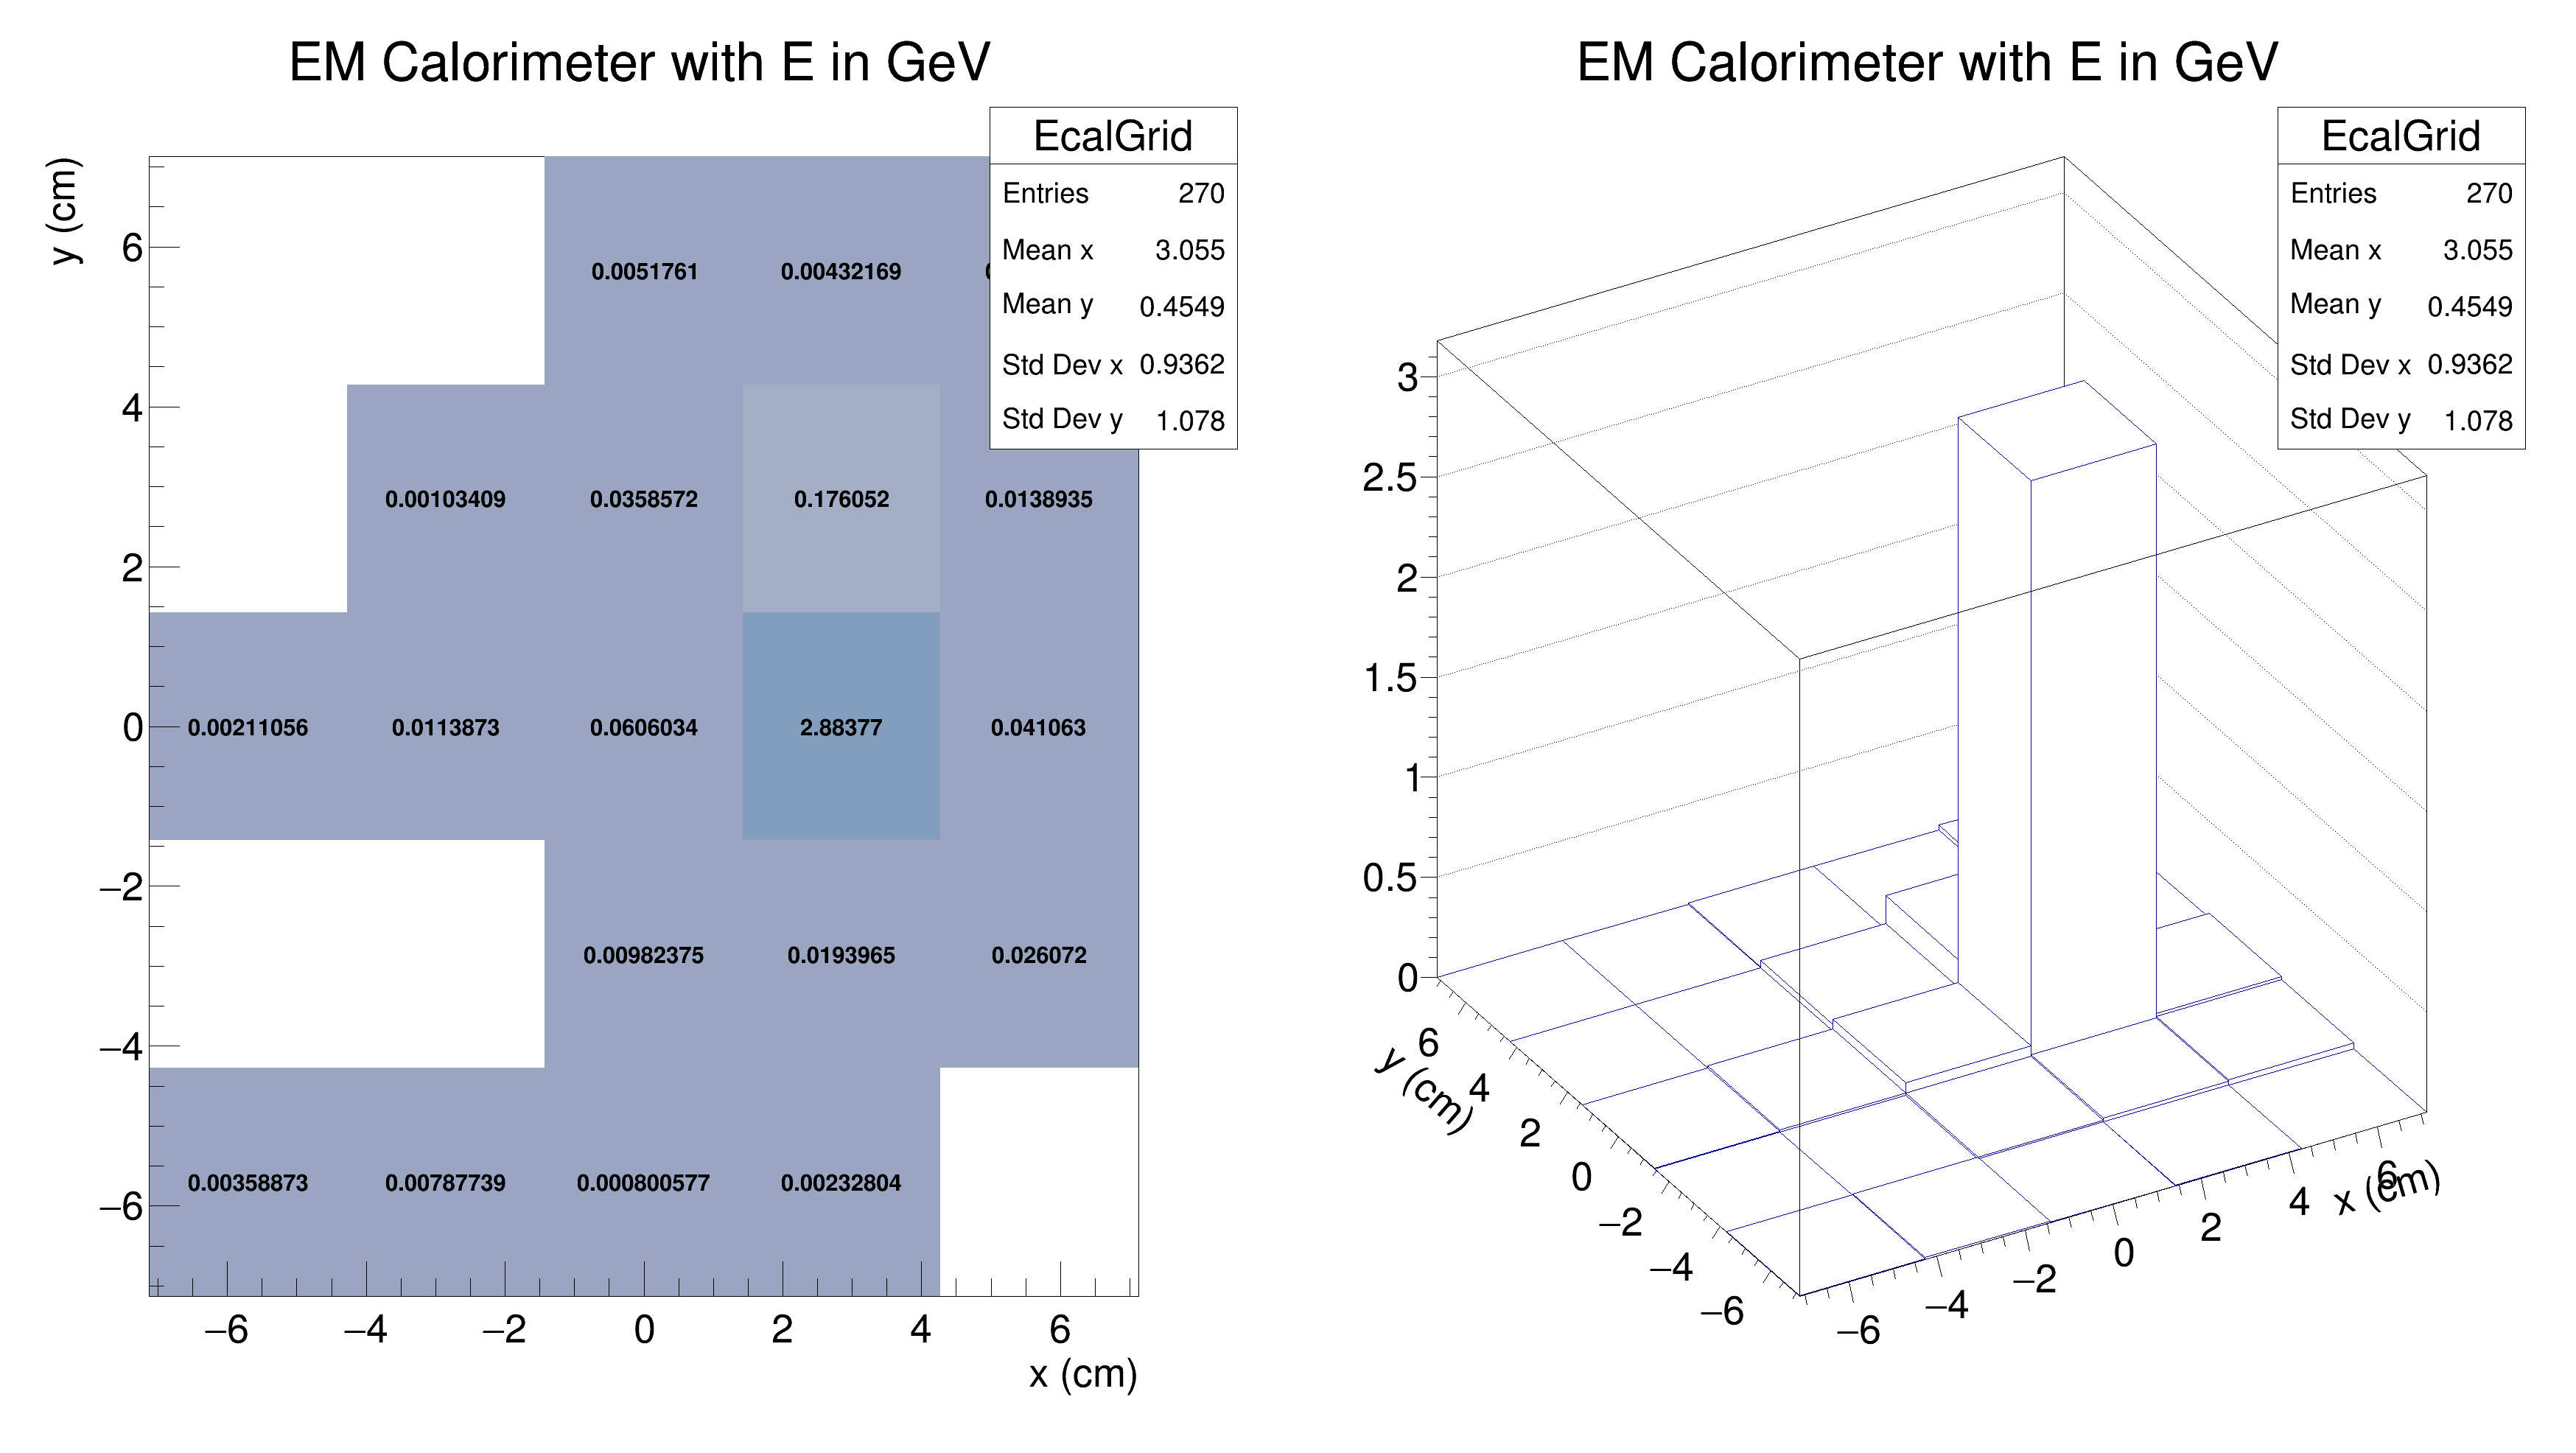 EM Calorimeter with E in GeV
EcalGrid
Entries 270
Mean x 3.055
Mean y 0.4549
Std Dev x 0.9362
Std Dev y 1.078
y (cm)
6
4
2
0
−2
−4
−6
0.0051761 0.00432169
0.00103409 0.0358572 0.176052 0.0138935
0.00211056 0.0113873 0.0606034 2.88377 0.041063
0.00982375 0.0193965 0.026072
0.00358873 0.00787739 0.000800577 0.00232804
−6 −4 −2 0 2 4 6
x (cm)
EM Calorimeter with E in GeV
EcalGrid
Entries 270
Mean x 3.055
Mean y 0.4549
Std Dev x 0.9362
Std Dev y 1.078
3
2.5
2
1.5
1
0.5
0
y (cm)
6
4
2
0
−2
−4
−6
−6 −4 −2 0 2 4 6
x (cm)